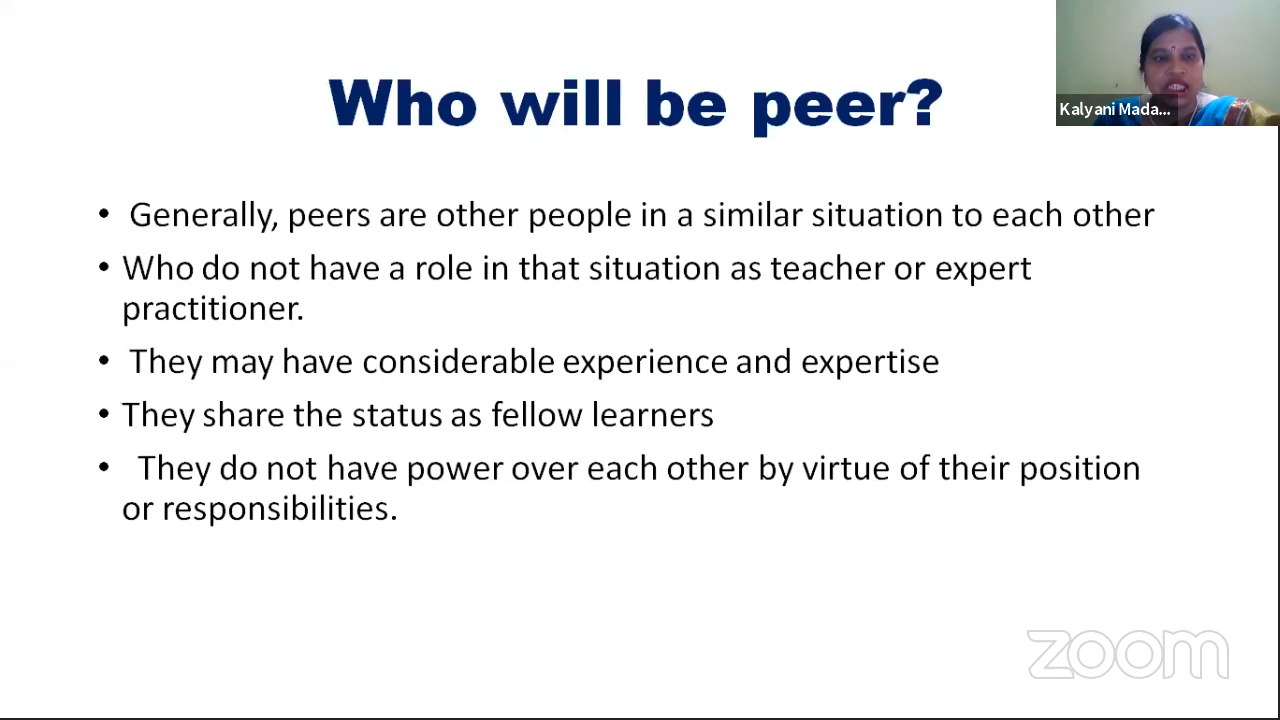 Who will be peer?
Kalyani Mada...
• Generally, peers are other people in a similar situation to each other
• Who do not have a role in that situation as teacher or expert
practitioner.
• They may have considerable experience and expertise
• They share the status as fellow learners
• They do not have power over each other by virtue of their position
or responsibilities.
zoom